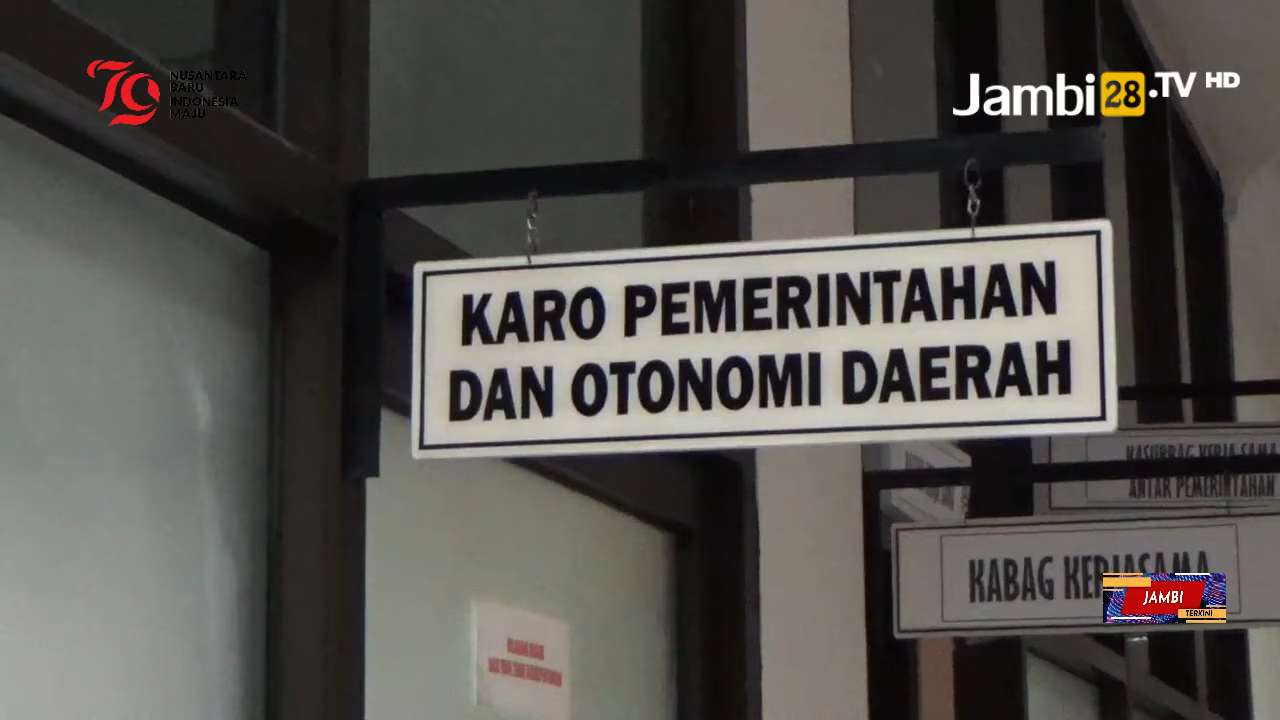 79
NUSANTARA
BARU
INDONESIA
MAJU
Jambi28.TV HD
KARO PEMERINTAHAN
DAN OTONOMI DAERAH
KASUBBAG KERJA SAMA
ANTAR PEMERINTAHAN
KABAG KERJASAMA
JAMBI
TERKINI